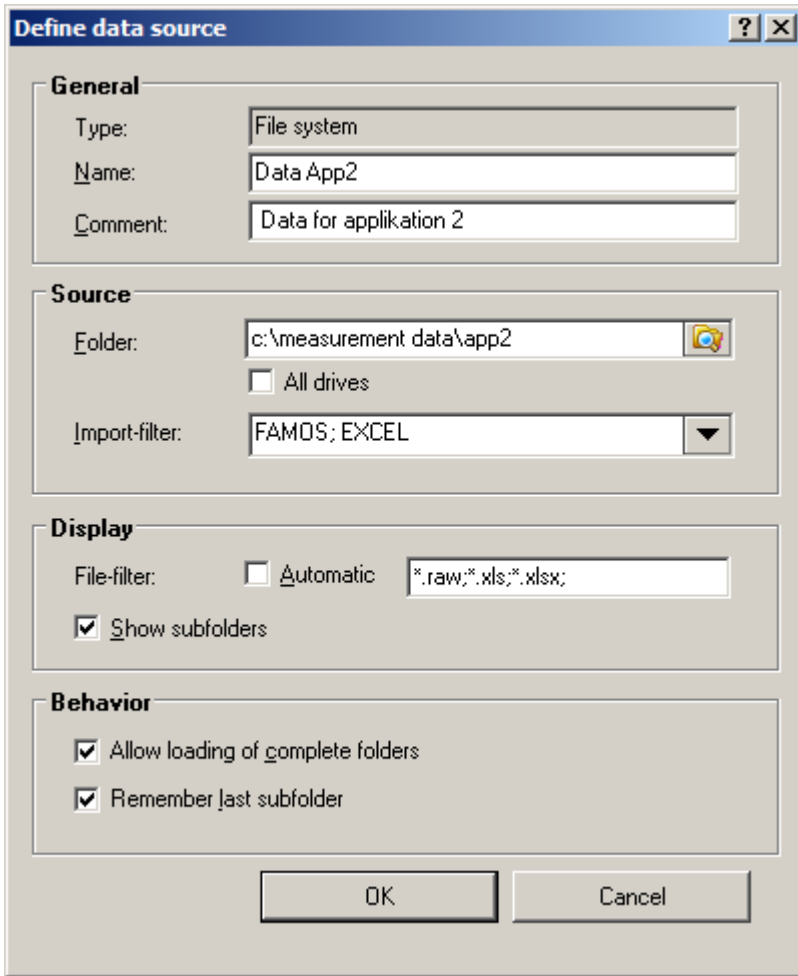 Define data source
General
Type: File system
Name: Data App2
Comment: Data for applikation 2
Source
Folder: c:\measurement data\app2
All drives
Import-filter: FAMOS; EXCEL
Display
File-filter: Automatic *.raw;*.xls;*.xlsx;
Show subfolders
Behavior
Allow loading of complete folders
Remember last subfolder
OK Cancel